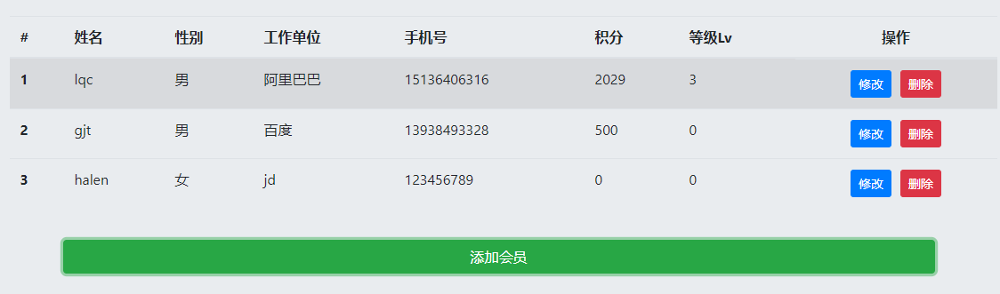 # 姓名 性别 工作单位 手机号 积分 等级Lv 操作
1 lqc 男 阿里巴巴 15136406316 2029 3 修改 删除
2 gjt 男 百度 13938493328 500 0 修改 删除
3 halen 女 jd 123456789 0 0 修改 删除
添加会员